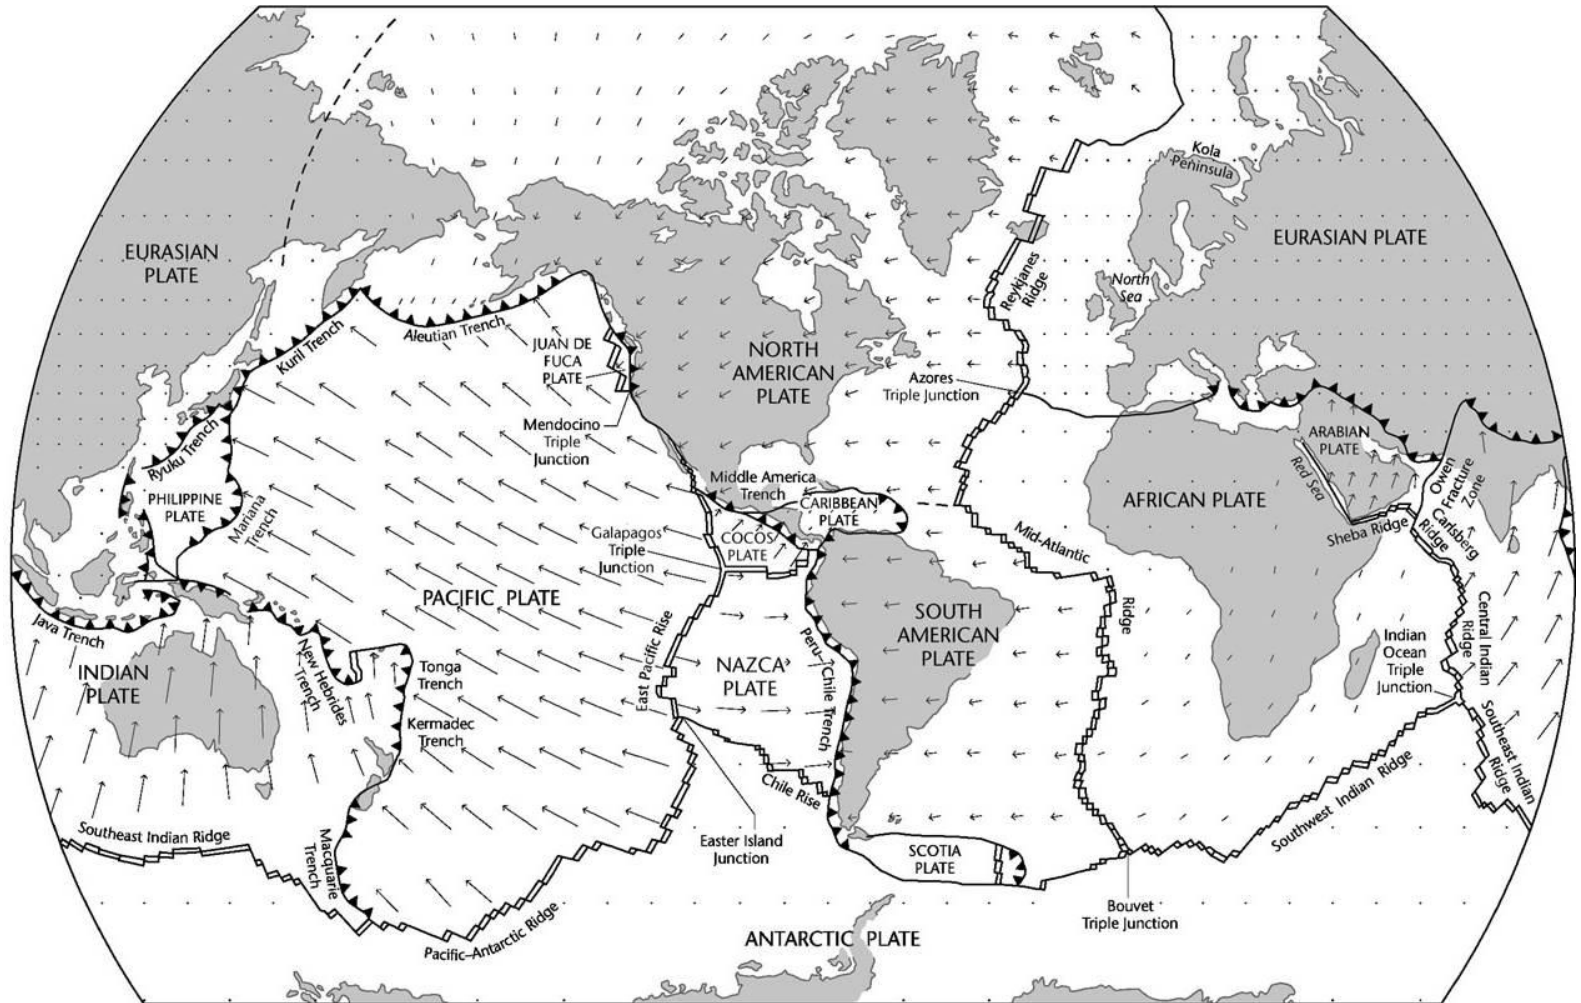 Kola
Peninsula
EURASIAN
PLATE
EURASIAN PLATE
North
Sea
Reykjanes
Ridge
Kuril Trench
Aleutian Trench
JUAN DE
FUCA
PLATE
NORTH
AMERICAN
PLATE
Azores
Triple Junction
Mendocino
Triple
Junction
Ryuku Trench
ARABIAN
PLATE
Red Sea
Owen
Fracture
Zone
Middle America
Trench
PHILIPPINE
PLATE
Mariana
Trench
CARIBBEAN
PLATE
AFRICAN PLATE
COCOS
PLATE
Galapagos
Triple
Junction
Sheba Ridge
Carlsberg
Ridge
Mid-Atlantic
Ridge
PACIFIC PLATE
SOUTH
AMERICAN
PLATE
Java Trench
INDIAN
PLATE
New Hebrides
Trench
Tonga
Trench
East Pacific Rise
NAZCA
PLATE
Peru-Chile Trench
Indian
Ocean
Triple
Junction
Central Indian
Ridge
Kermadec
Trench
Southeast Indian
Ridge
Chile Rise
Southeast Indian Ridge
Easter Island
Junction
Southwest Indian Ridge
Macquarie
Trench
SCOTIA
PLATE
Bouvet
Triple Junction
Pacific–Antarctic Ridge
ANTARCTIC PLATE